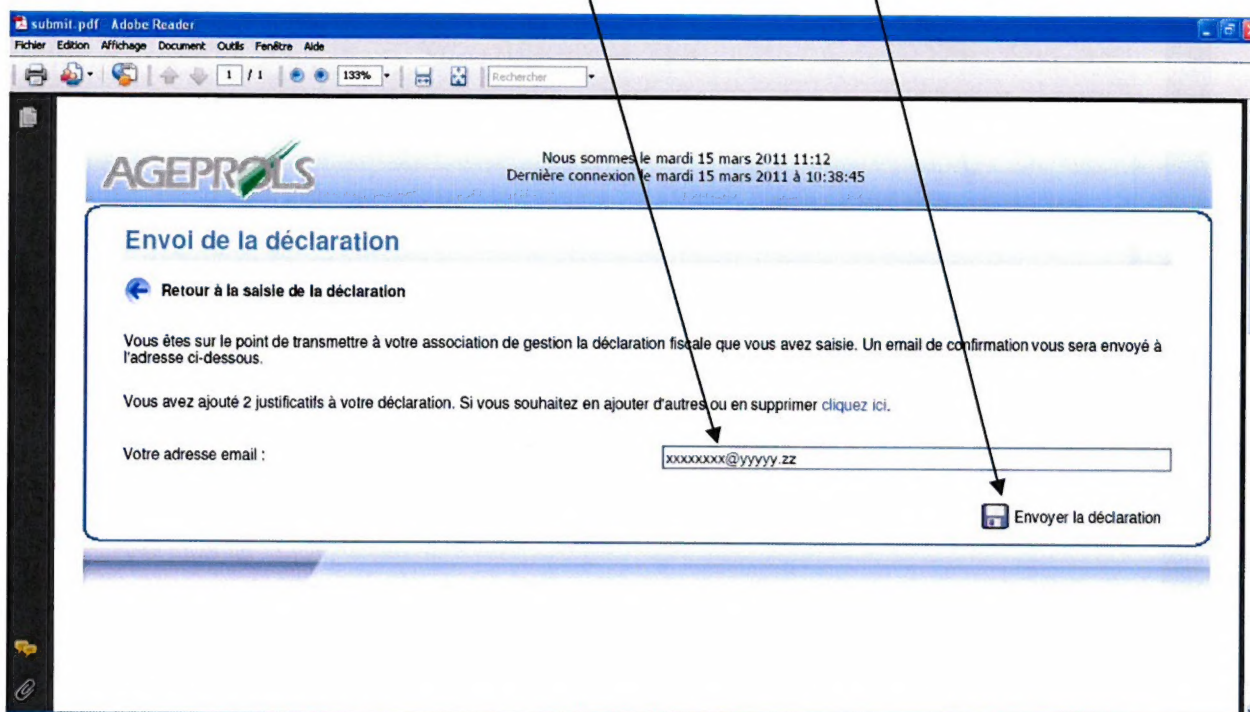 submit.pdf - Adobe Reader
Fichier Edition Affichage Document Outils Fenêtre Aide
1 / 1 133% Rechercher
AGEPROLS
Nous sommes le mardi 15 mars 2011 11:12
Dernière connexion le mardi 15 mars 2011 à 10:38:45
Envoi de la déclaration
Retour à la saisie de la déclaration
Vous êtes sur le point de transmettre à votre association de gestion la déclaration fiscale que vous avez saisie. Un email de confirmation vous sera envoyé à
l'adresse ci-dessous.
Vous avez ajouté 2 justificatifs à votre déclaration. Si vous souhaitez en ajouter d'autres ou en supprimer cliquez ici.
Votre adresse email :
xxxxxxxx@yyyyy.zz
Envoyer la déclaration